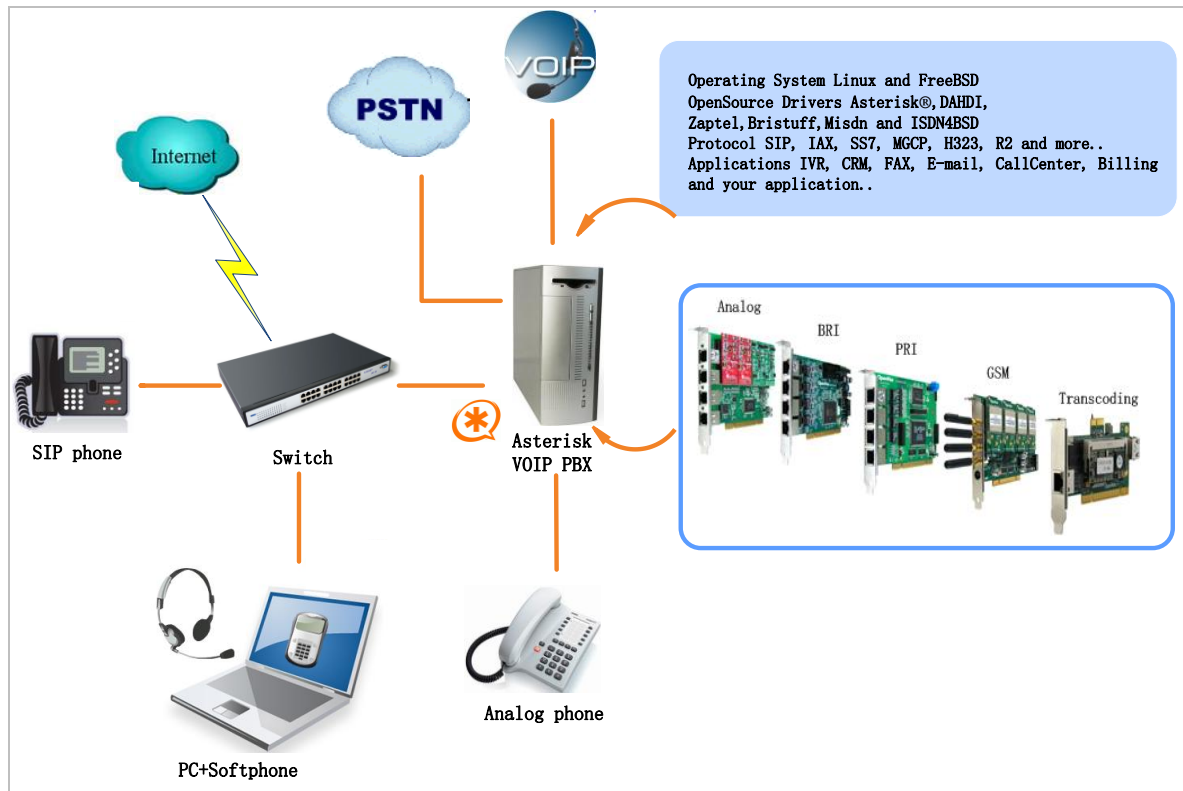 VOIP
PSTN
Internet
Operating System Linux and FreeBSD
OpenSource Drivers Asterisk®,DAHDI,
Zaptel,Bristuff,Misdn and ISDN4BSD
Protocol SIP, IAX, SS7, MGCP, H323, R2 and more..
Applications IVR, CRM, FAX, E-mail, CallCenter, Billing
and your application..
Analog
BRI
PRI
GSM
Transcoding
SIP phone
Switch
Asterisk
VOIP PBX
Analog phone
PC+Softphone